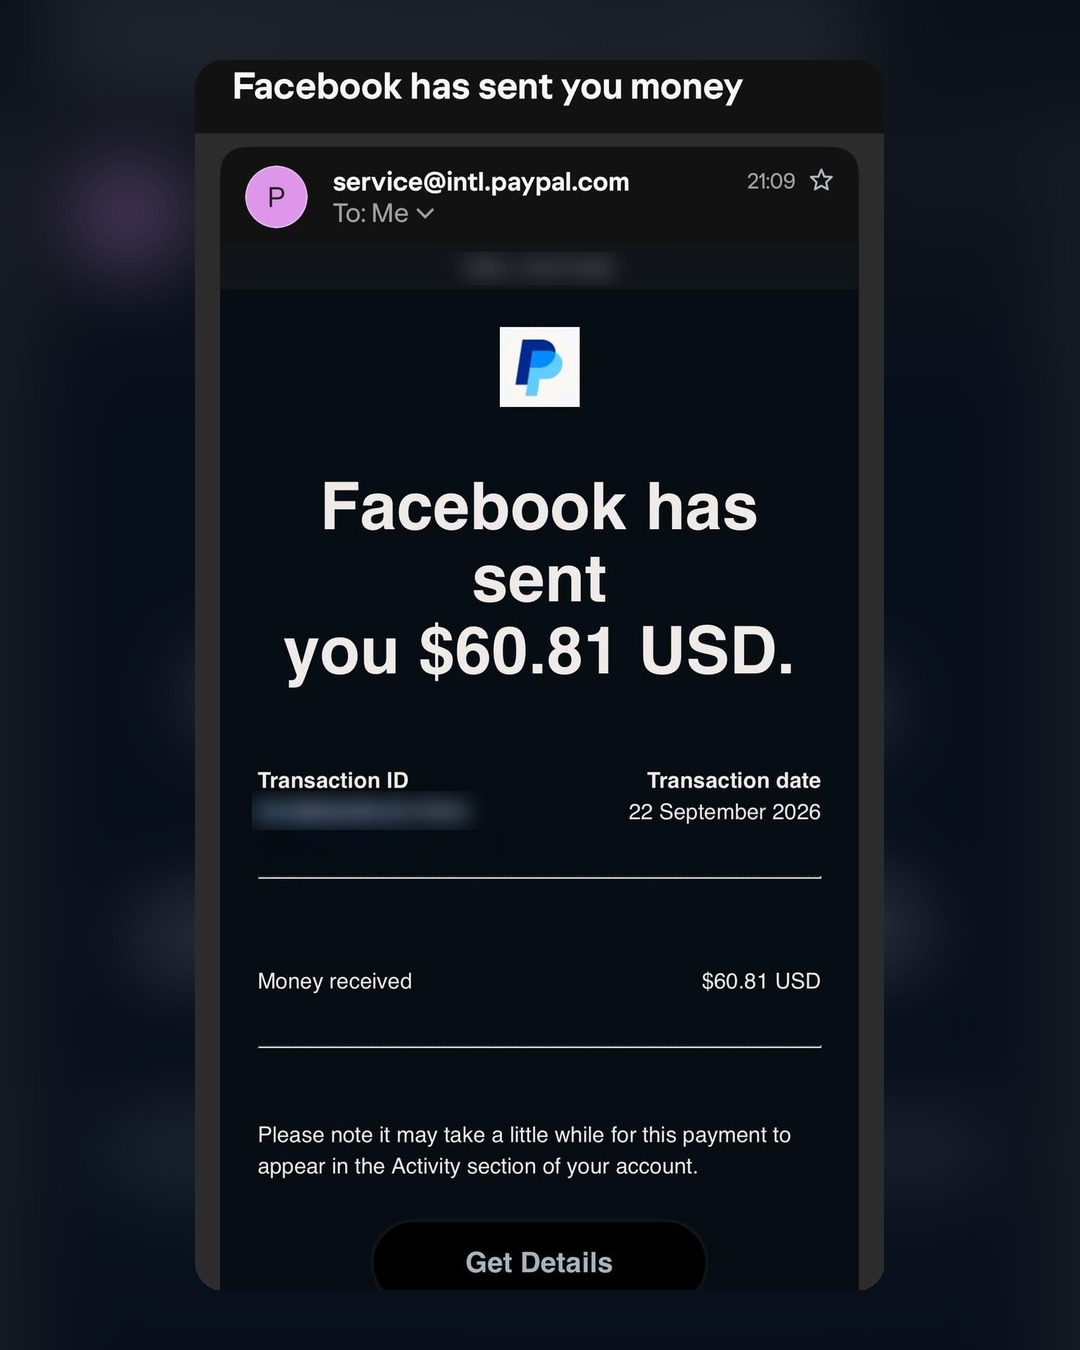 Facebook has sent you money
P
service@intl.paypal.com
21:09
To: Me
Facebook has
sent
you $60.81 USD.
Transaction ID
Transaction date
22 September 2026
Money received
$60.81 USD
Please note it may take a little while for this payment to
appear in the Activity section of your account.
Get Details